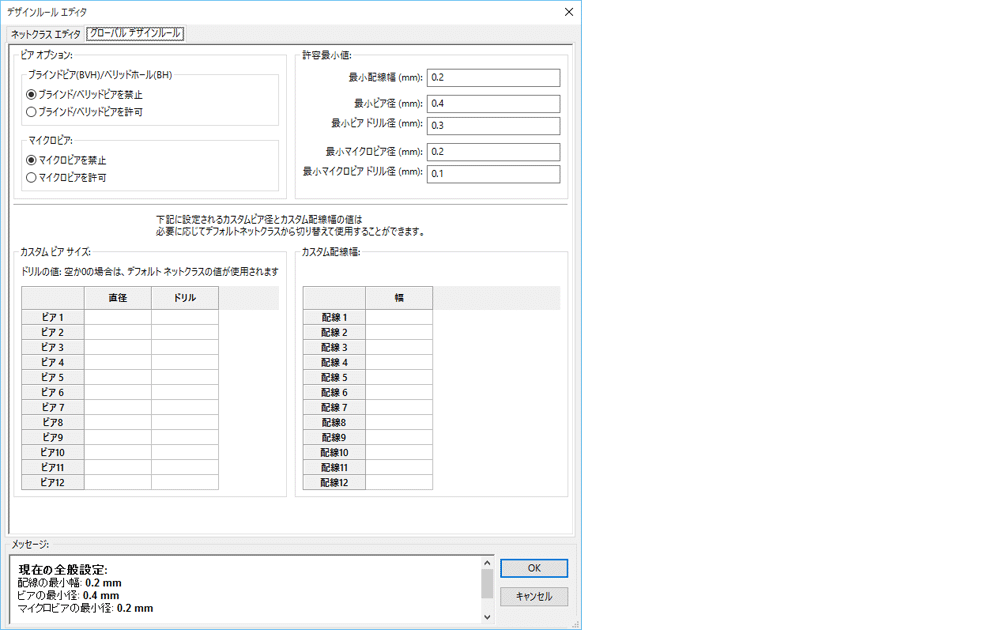 デザインルール エディタ
ネットクラス エディタ
グローバル デザインルール
ビア オプション:
ブラインドビア(BVH)/ベリッドホール(BH)
ブラインド/ベリッドビアを禁止
ブラインド/ベリッドビアを許可
マイクロビア:
マイクロビアを禁止
マイクロビアを許可
許容最小値:
最小配線幅 (mm): 0.2
最小ビア径 (mm): 0.4
最小ビア ドリル径 (mm): 0.3
最小マイクロビア径 (mm): 0.2
最小マイクロビア ドリル径 (mm): 0.1
下記に設定されるカスタムビア径とカスタム配線幅の値は
必要に応じてデフォルトネットクラスから切り替えて使用することができます。
カスタム ビア サイズ:
ドリルの値: 空か0の場合は、デフォルト ネットクラスの値が使用されます
直径 ドリル
ビア 1
ビア 2
ビア 3
ビア 4
ビア 5
ビア 6
ビア 7
ビア8
ビア9
ビア10
ビア11
ビア12
カスタム配線幅:
幅
配線 1
配線 2
配線 3
配線 4
配線 5
配線 6
配線 7
配線8
配線9
配線10
配線11
配線12
メッセージ:
現在の全般設定:
配線の最小幅: 0.2 mm
ビアの最小径: 0.4 mm
マイクロビアの最小径: 0.2 mm
OK
キャンセル